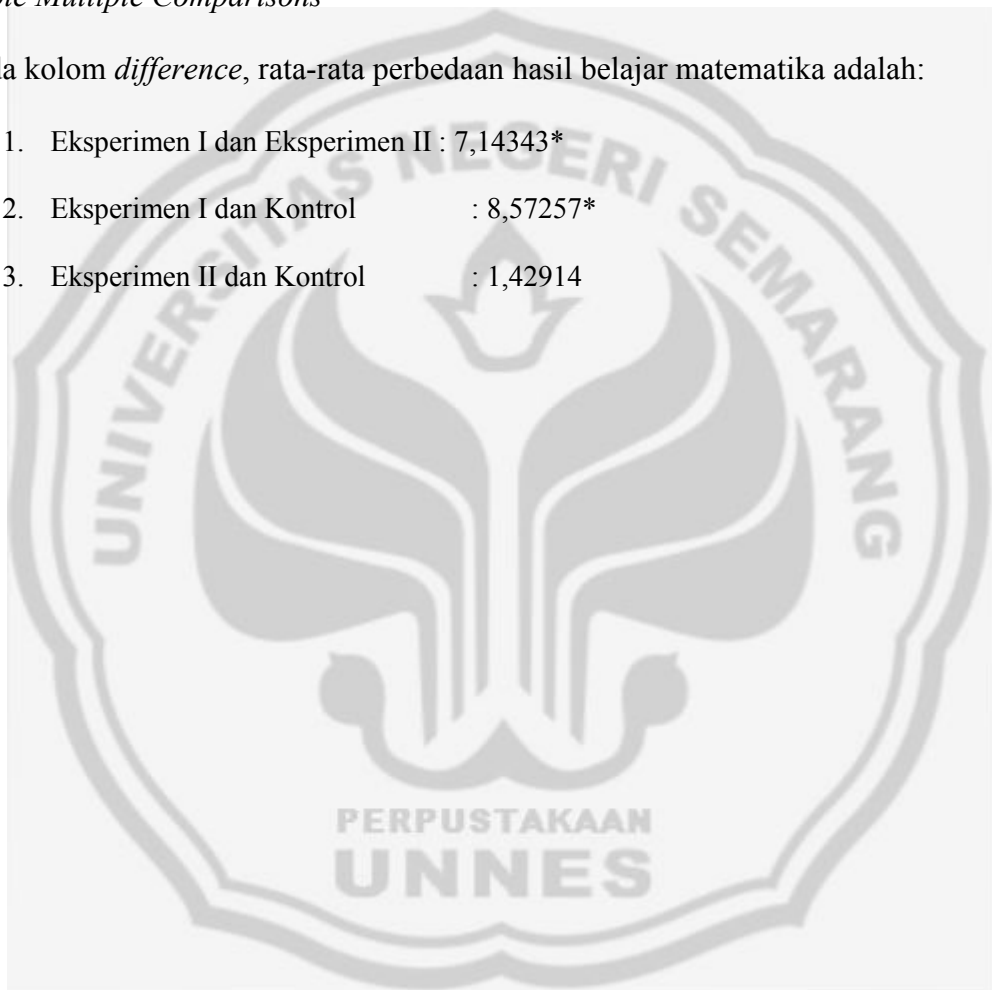 Multiple Comparisons
kolom difference, rata-rata perbedaan hasil belajar matematika adalah:
1. Eksperimen I dan Eksperimen II : 7,14343*
2. Eksperimen I dan Kontrol : 8,57257*
3. Eksperimen II dan Kontrol : 1,42914
UNIVERSITAS NEGERI SEMARANG
PERPUSTAKAAN
UNNES